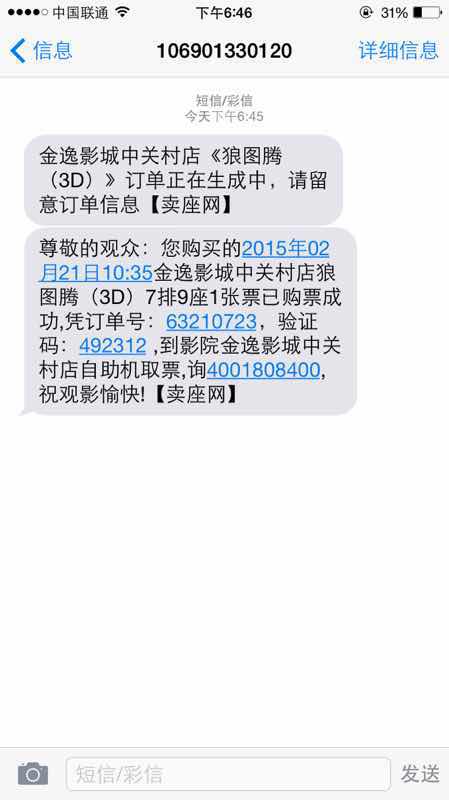 中国联通
下午6:46
31%
信息
106901330120
详细信息
短信/彩信
今天下午6:45
金逸影城中关村店《狼图腾
（3D）》订单正在生成中，请留
意订单信息【卖座网】
尊敬的观众：您购买的2015年02
月21日10:35金逸影城中关村店狼
图腾（3D）7排9座1张票已购票成
功,凭订单号：63210723，验证
码：492312 ,到影院金逸影城中关
村店自助机取票,询4001808400,
祝观影愉快!【卖座网】
短信/彩信
发送